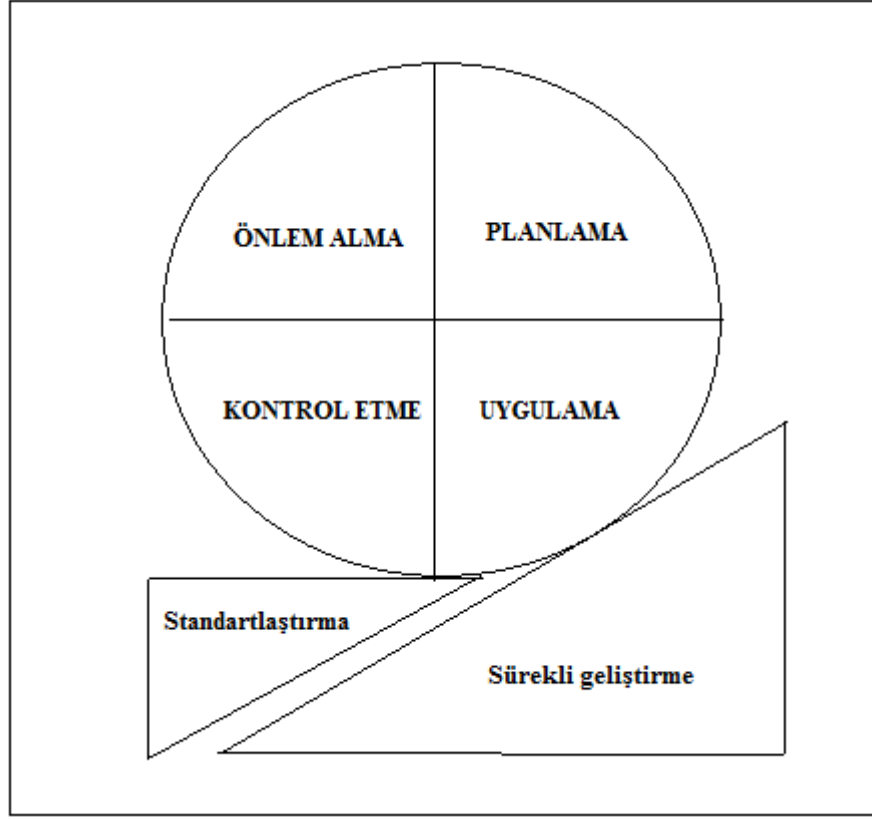 ÖNLEM ALMA
PLANLAMA
KONTROL ETME
UYGULAMA
Standartlaştırma
Sürekli geliştirme